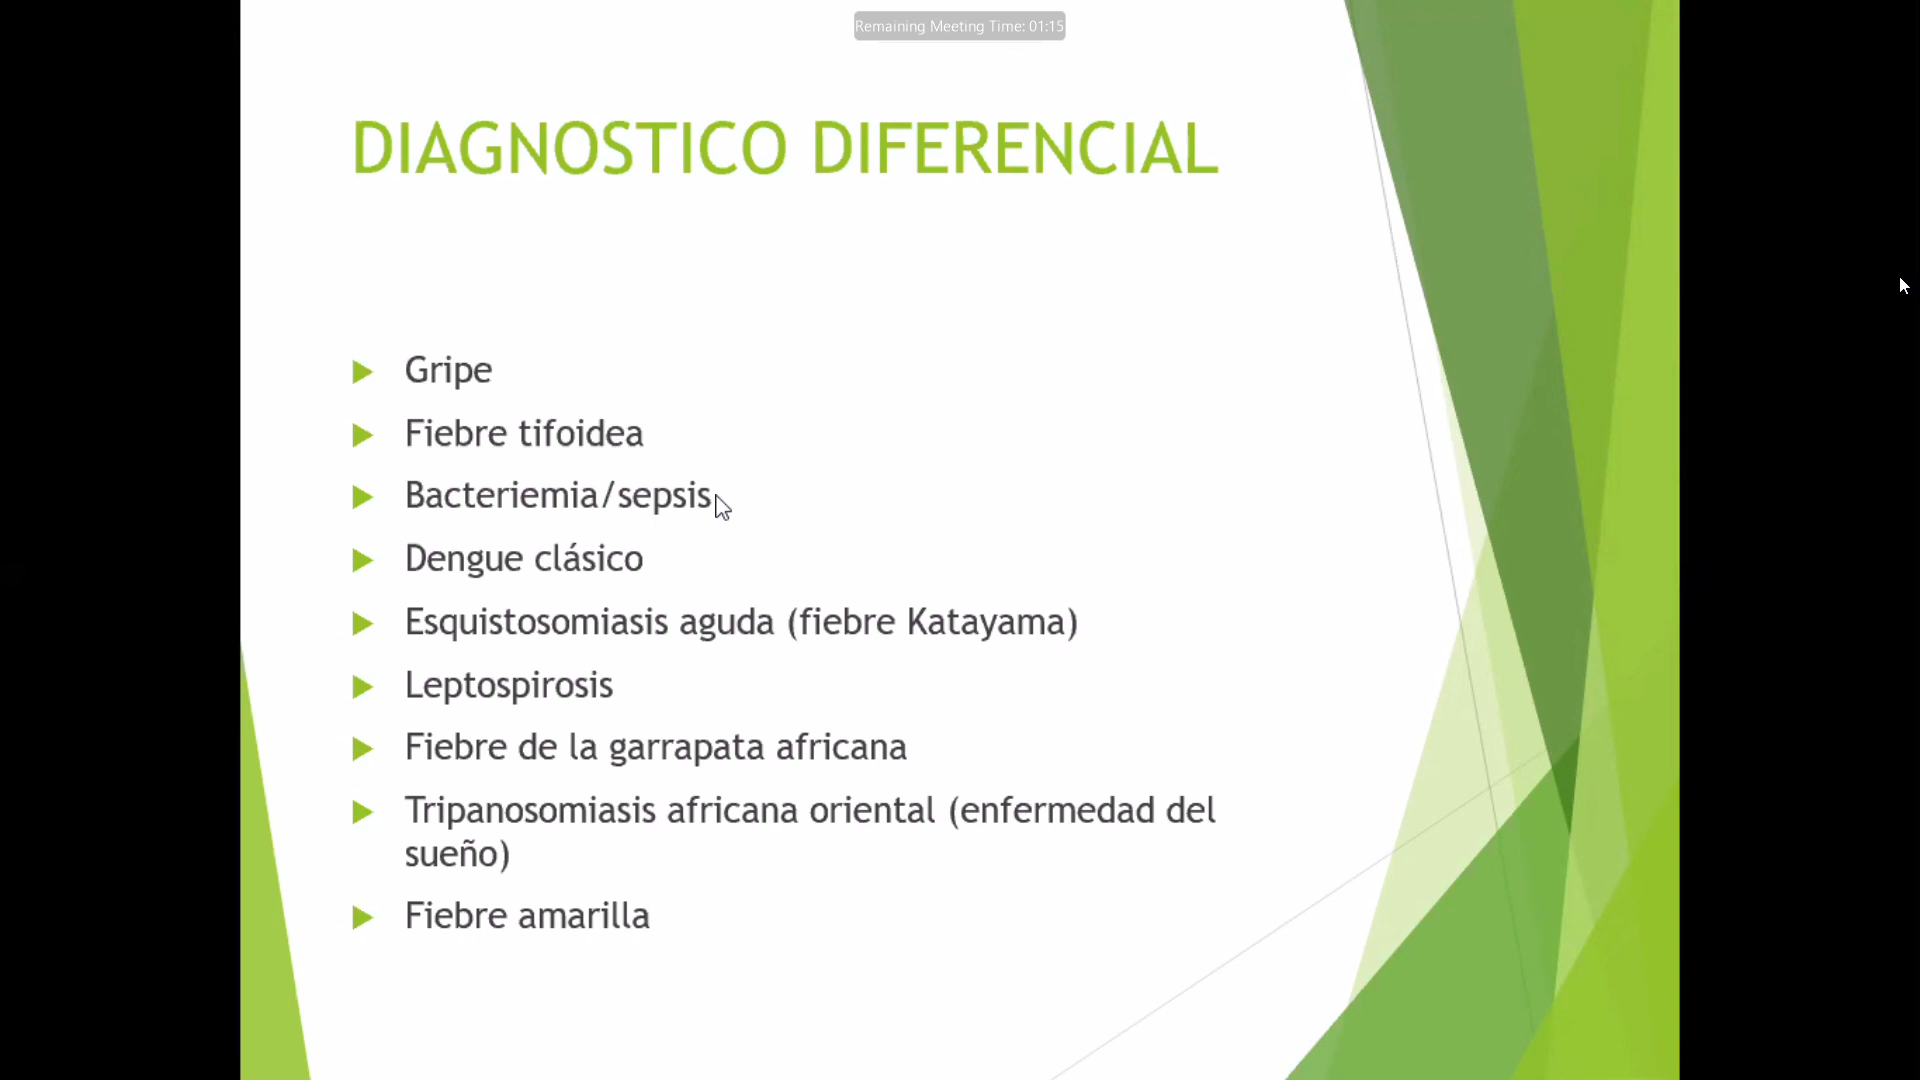 Remaining Meeting Time: 01:15
DIAGNOSTICO DIFERENCIAL
Gripe
Fiebre tifoidea
Bacteriemia/sepsis
Dengue clásico
Esquistosomiasis aguda (fiebre Katayama)
Leptospirosis
Fiebre de la garrapata africana
Tripanosomiasis africana oriental (enfermedad del
sueño)
Fiebre amarilla